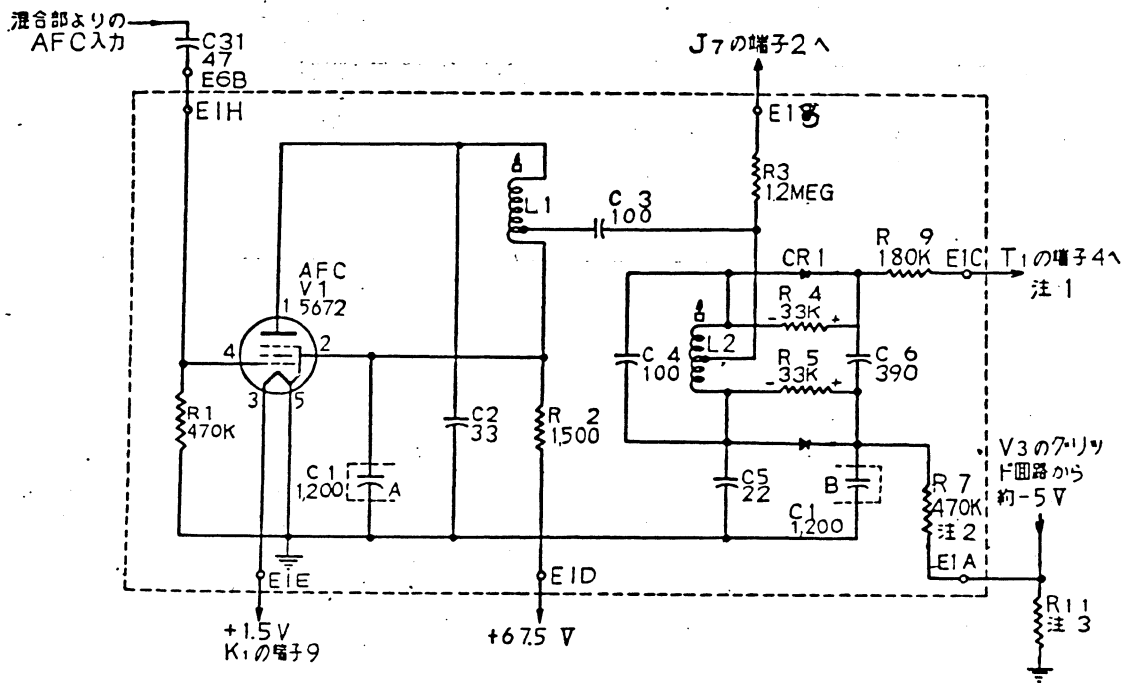 混合部よりの
AFC入力
C31
47
E6B
E1H
J7の端子2へ
E1
R3
1.2MEG
L1
C 3
100
AFC
V1
5672
1
2
3
4
5
R1
470K
C1
1,200
A
C2
33
R 2
1,500
CR1
R 9
180K
E1C
T1の端子4へ
注1
R 4
33K
- +
L2
C 4
100
R 5
33K
- +
C 6
390
C5
22
B
C1
1,200
R 7
470K
注2
V3のグリッ
ド回路から
約-5V
E1A
R11
注3
E1E
+1.5V
K1の端子9
E1D
+67.5 V